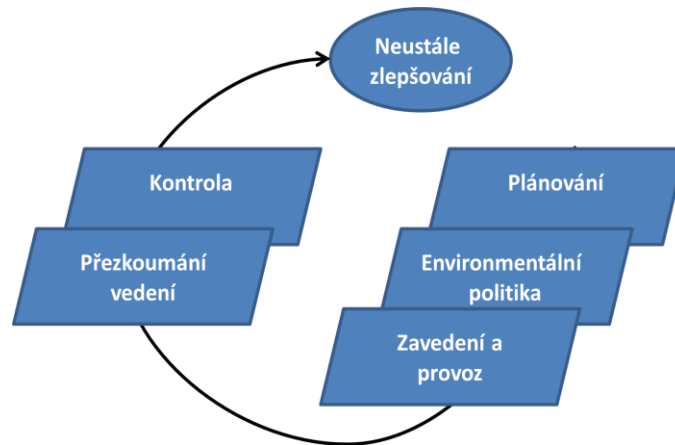 Neustále
zlepšování
Kontrola
Přezkoumání
vedení
Plánování
Environmentální
politika
Zavedení a
provoz